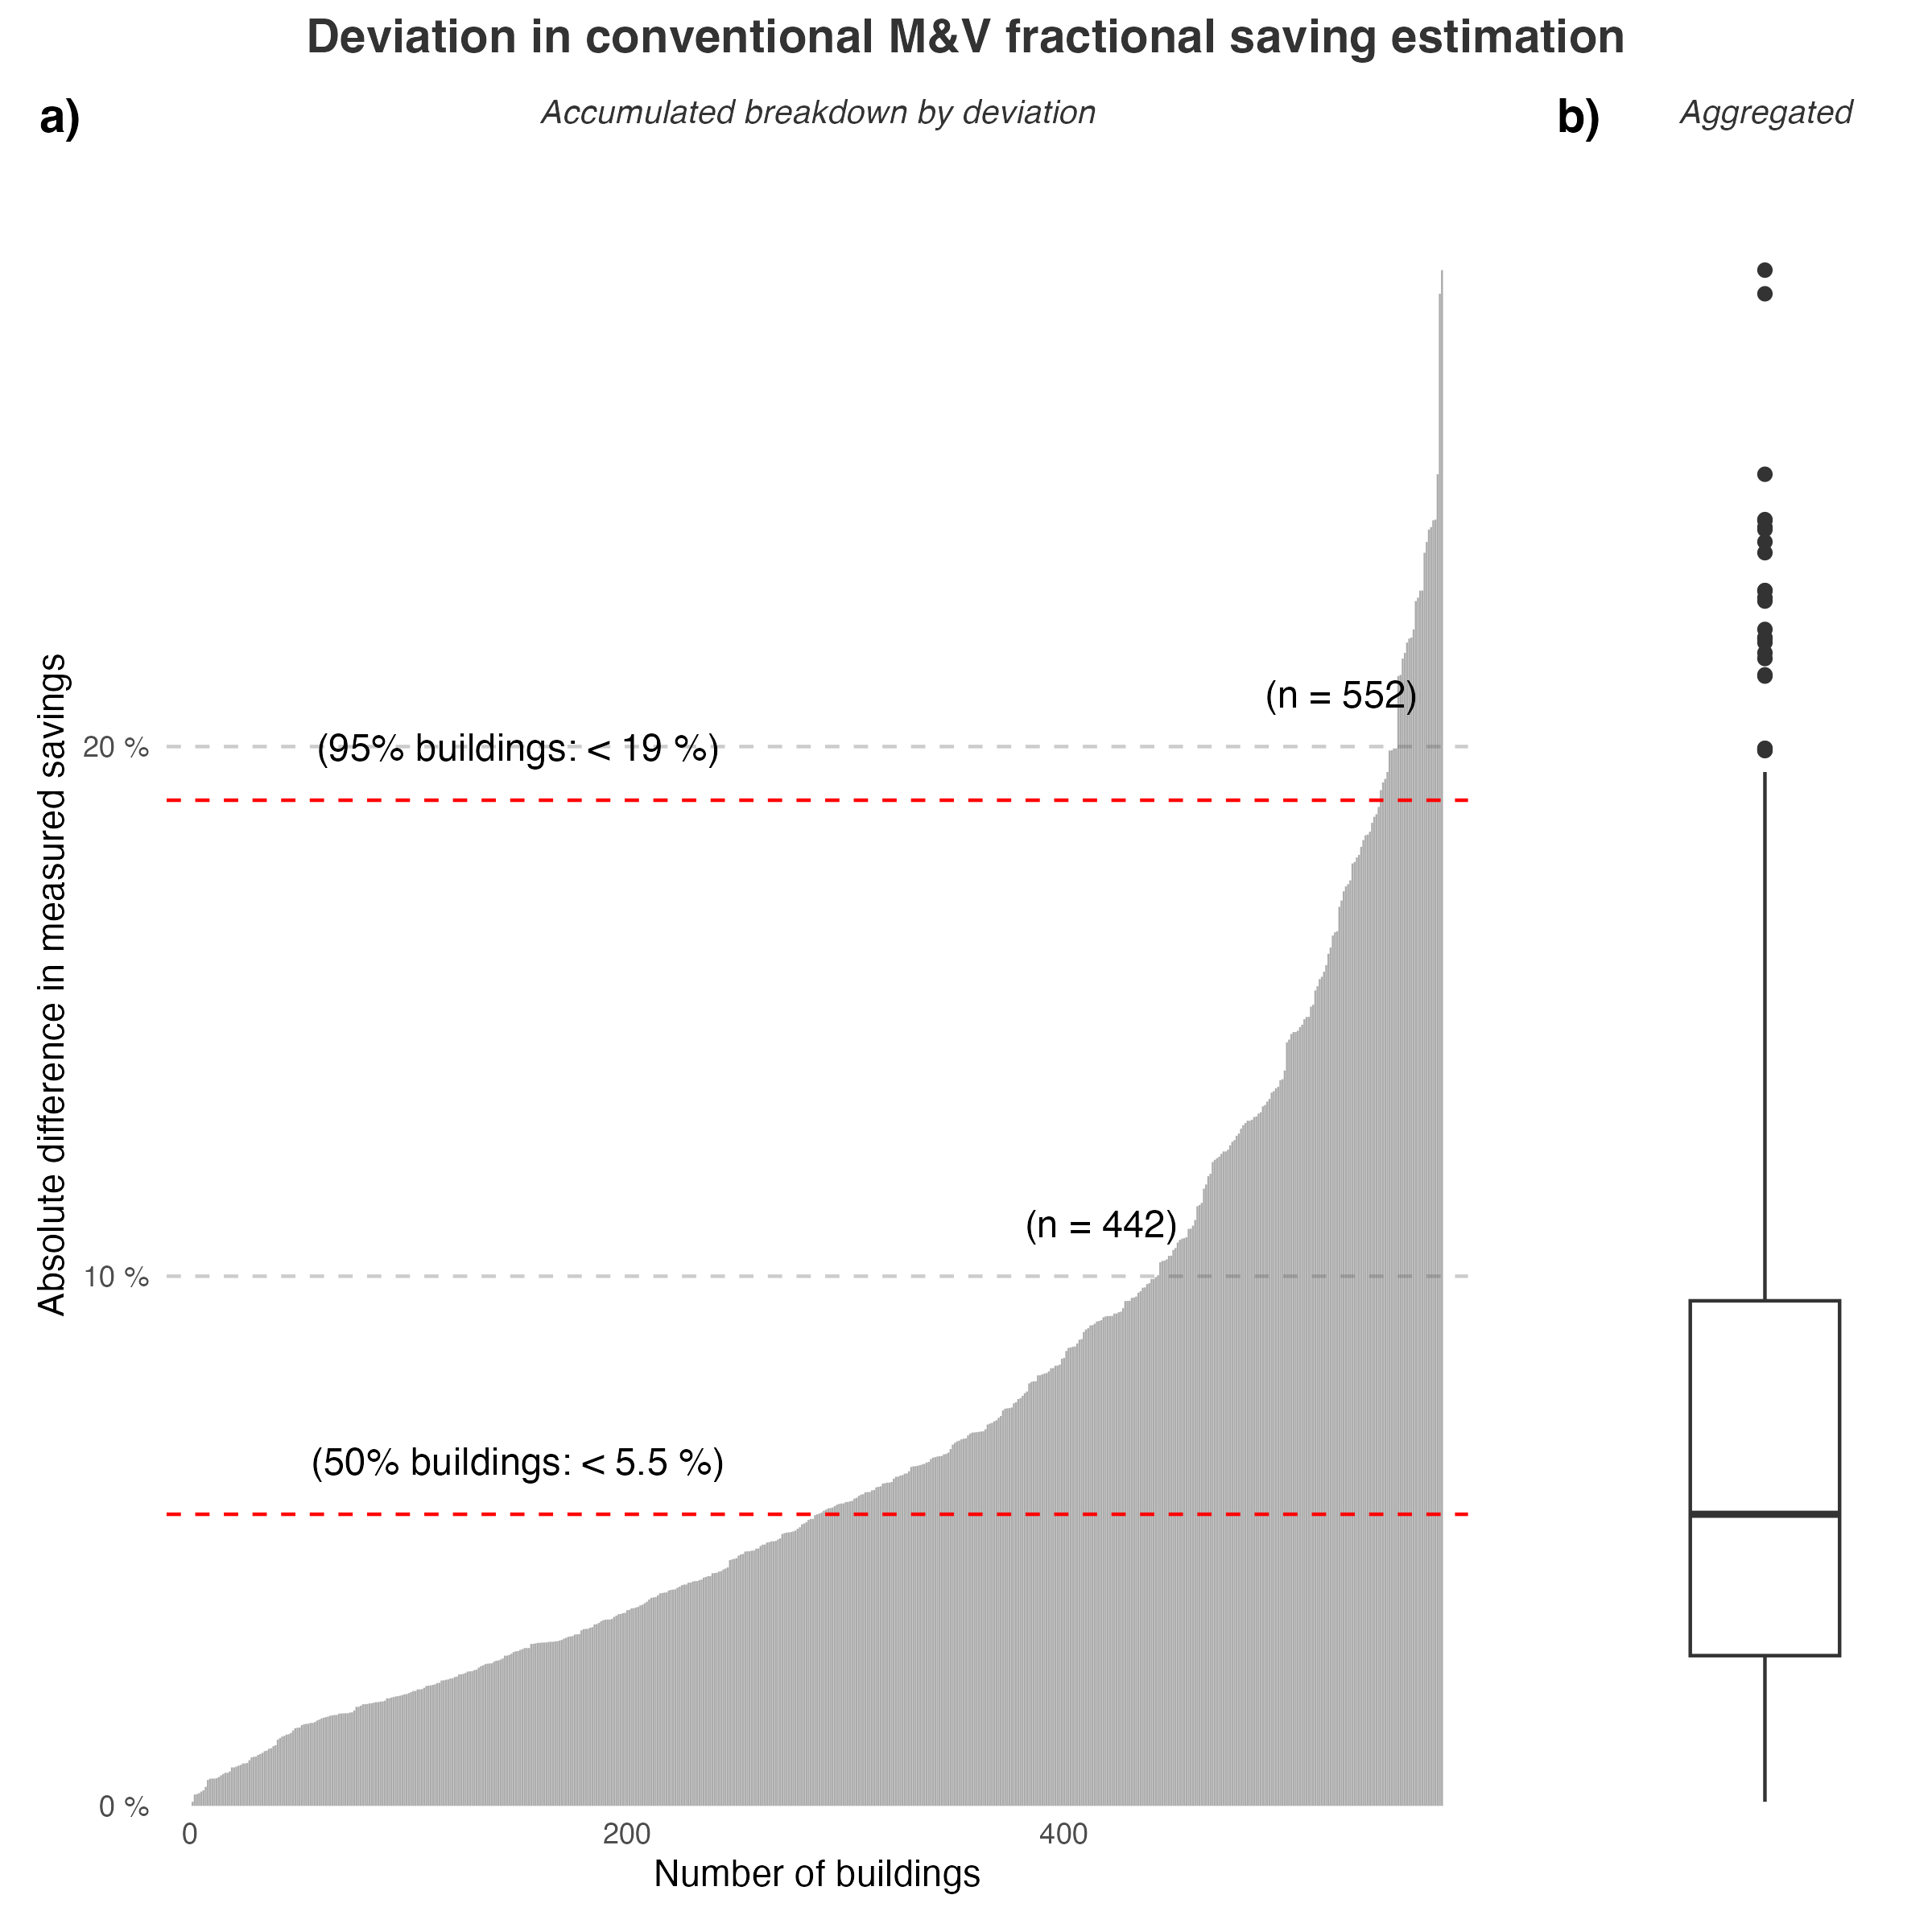 Deviation in conventional M&V fractional saving estimation
a)
Accumulated breakdown by deviation
b)
Aggregated
Absolute difference in measured savings
(n = 552)
20 %
(95% buildings: < 19 %)
(n = 442)
10 %
(50% buildings: < 5.5 %)
0 %
0
200
400
Number of buildings